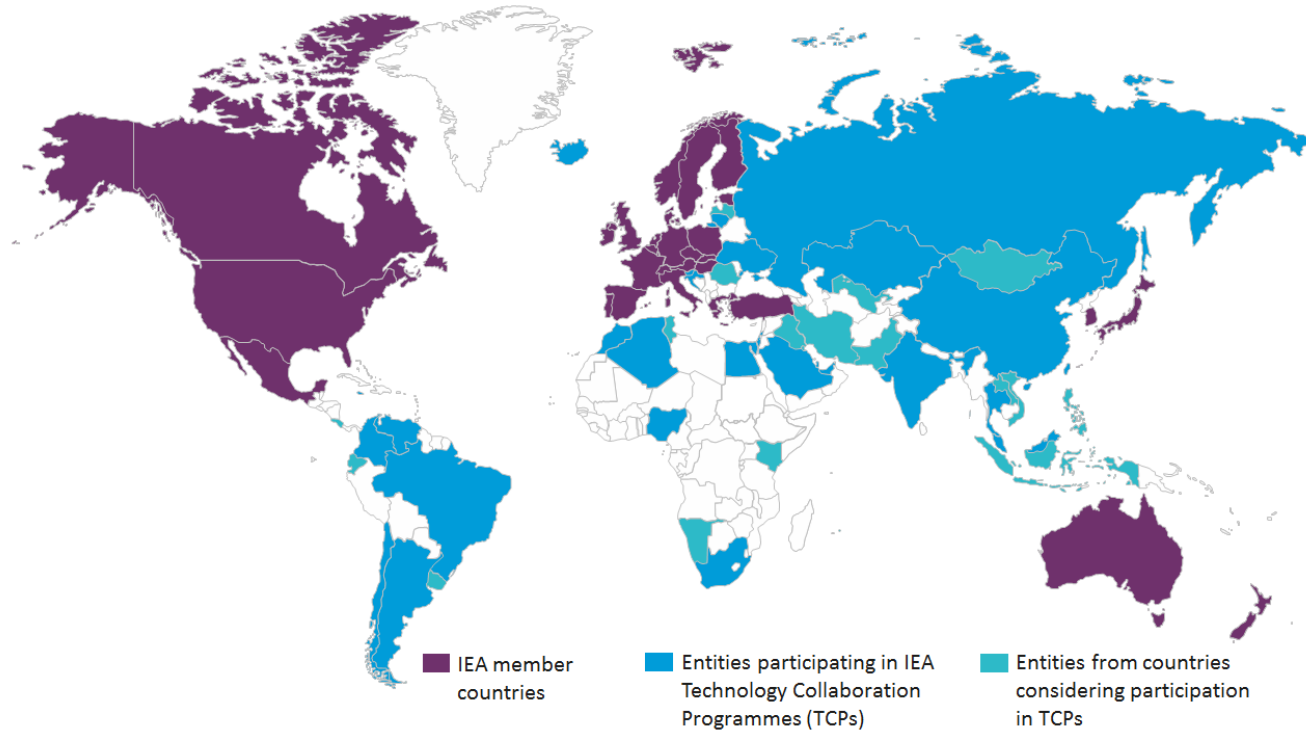 IEA member
countries
Entities participating in IEA
Technology Collaboration
Programmes (TCPs)
Entities from countries
considering participation
in TCPs